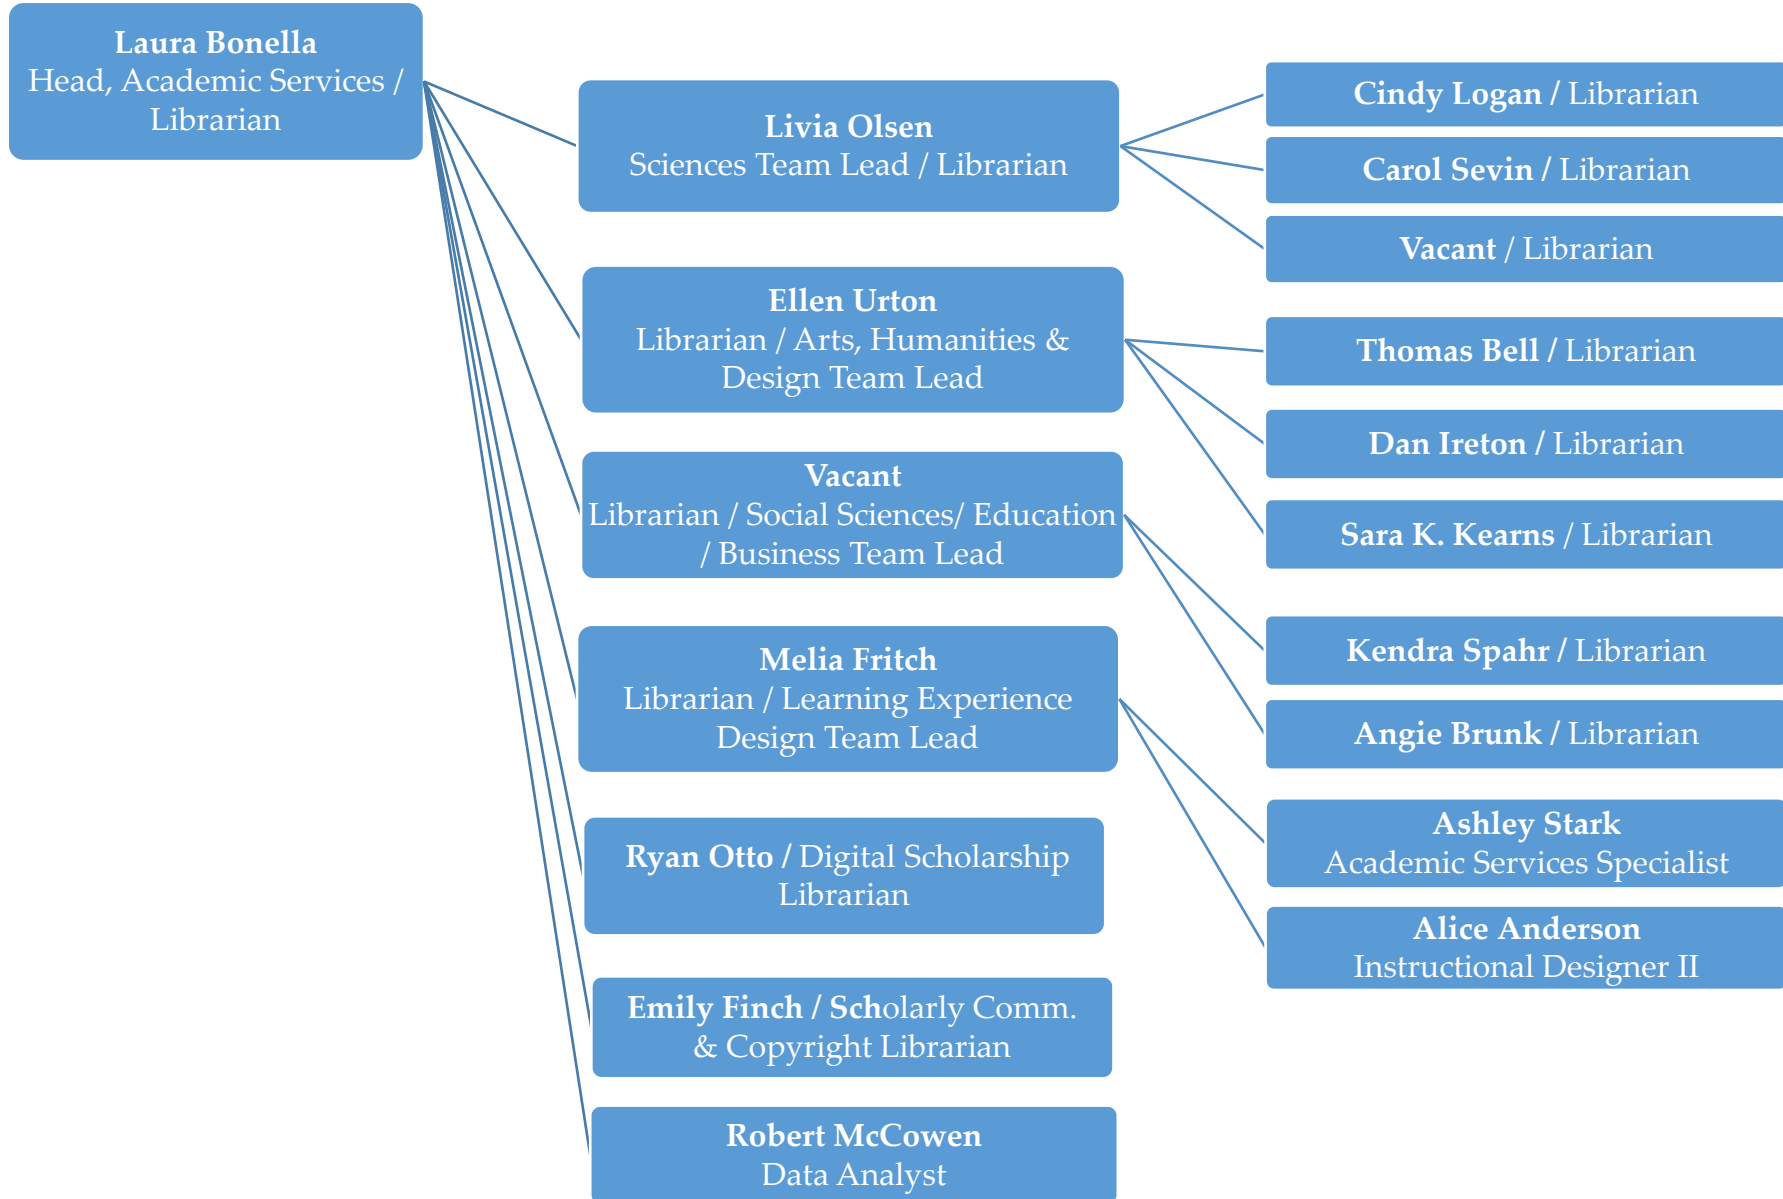 Laura Bonella
Head, Academic Services /
Librarian
Livia Olsen
Sciences Team Lead / Librarian
Cindy Logan / Librarian
Carol Sevin / Librarian
Vacant / Librarian
Ellen Urton
Librarian / Arts, Humanities &
Design Team Lead
Thomas Bell / Librarian
Dan Ireton / Librarian
Sara K. Kearns / Librarian
Vacant
Librarian / Social Sciences/ Education
/ Business Team Lead
Kendra Spahr / Librarian
Angie Brunk / Librarian
Melia Fritch
Librarian / Learning Experience
Design Team Lead
Ashley Stark
Academic Services Specialist
Alice Anderson
Instructional Designer II
Ryan Otto / Digital Scholarship
Librarian
Emily Finch / Scholarly Comm.
& Copyright Librarian
Robert McCowen
Data Analyst